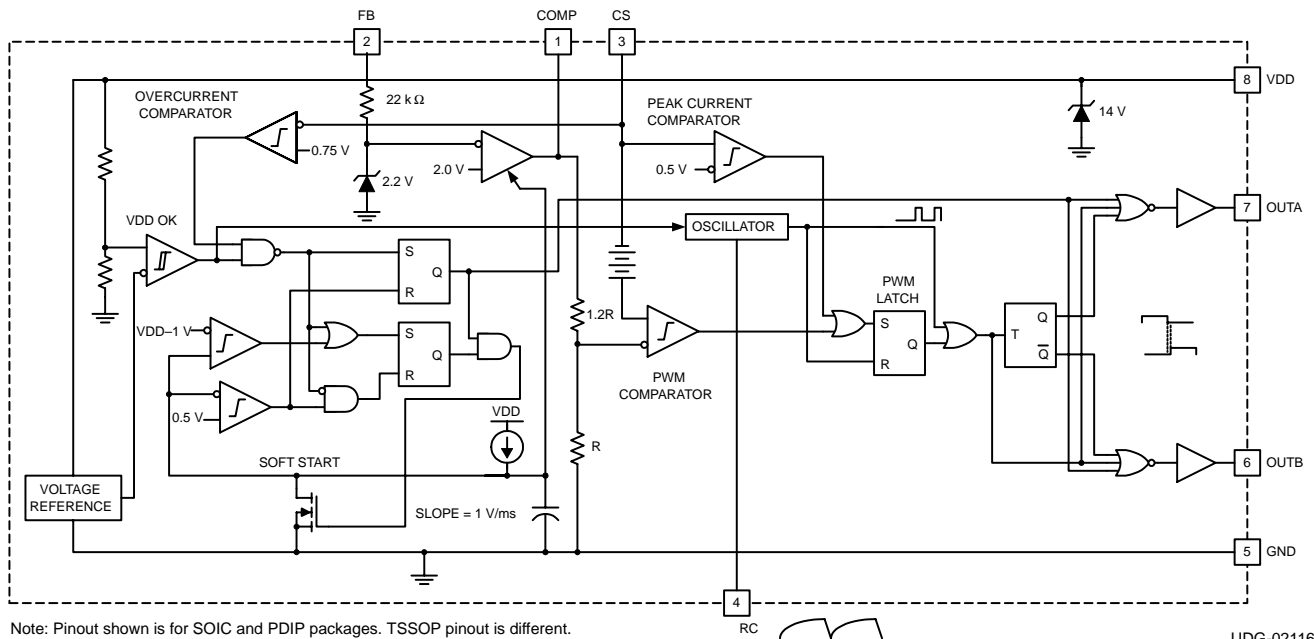 FB COMP CS
2 1 3
8 VDD
OVERCURRENT
COMPARATOR
22 kΩ
PEAK CURRENT
COMPARATOR
14 V
0.75 V
2.0 V
0.5 V
2.2 V
VDD OK
7 OUTA
OSCILLATOR
S
Q
R
PWM
LATCH
1.2R
VDD–1 V
S
Q
R
S
Q
R
T
Q
Q
PWM
COMPARATOR
0.5 V
VDD
SOFT START
R
6 OUTB
VOLTAGE
REFERENCE
SLOPE = 1 V/ms
5 GND
4
RC
Note: Pinout shown is for SOIC and PDIP packages. TSSOP pinout is different.
UDG-02116